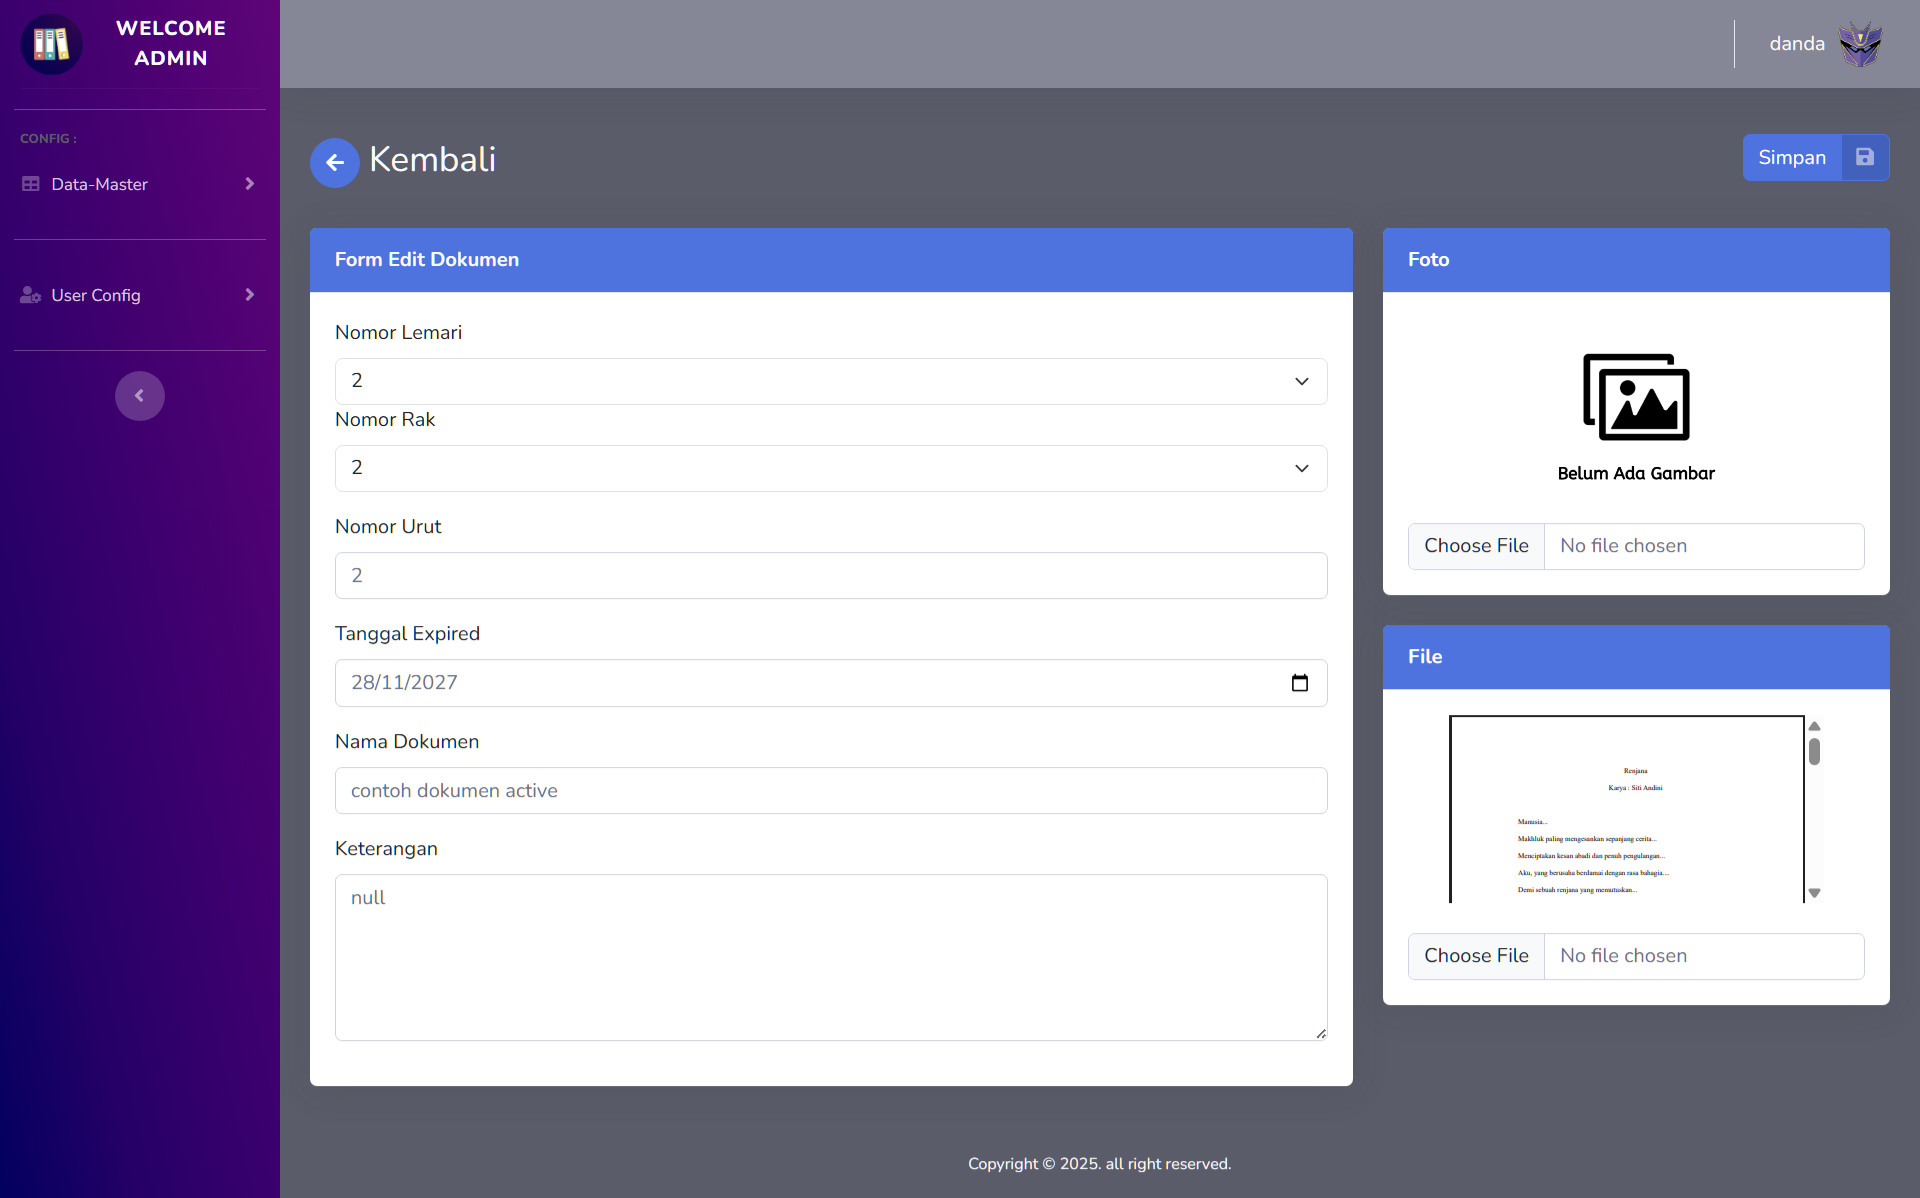 WELCOME
ADMIN
danda
CONFIG :
Data-Master
User Config
Kembali
Simpan
Form Edit Dokumen
Nomor Lemari
2
Nomor Rak
2
Nomor Urut
2
Tanggal Expired
28/11/2027
Nama Dokumen
contoh dokumen active
Keterangan
null
Foto
Belum Ada Gambar
Choose File No file chosen
File
Renjana
Karya : Siti Andini
Manusia...
Makhluk paling mengesankan sepanjang cerita...
Menciptakan kesan abadi dan penuh pengulangan...
Aku, yang berusaha berdamai dengan rasa bahagia...
Demi sebuah renjana yang memutuskan...
Choose File No file chosen
Copyright © 2025. all right reserved.